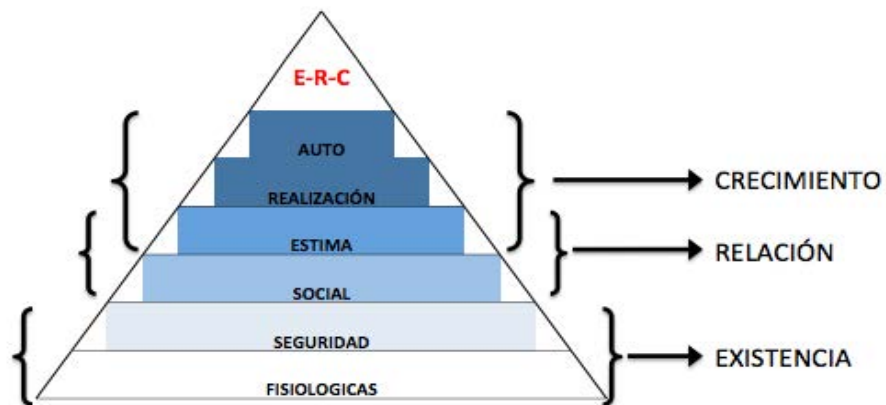 E-R-C
AUTO
REALIZACIÓN
CRECIMIENTO
ESTIMA
RELACIÓN
SOCIAL
SEGURIDAD
EXISTENCIA
FISIOLOGICAS